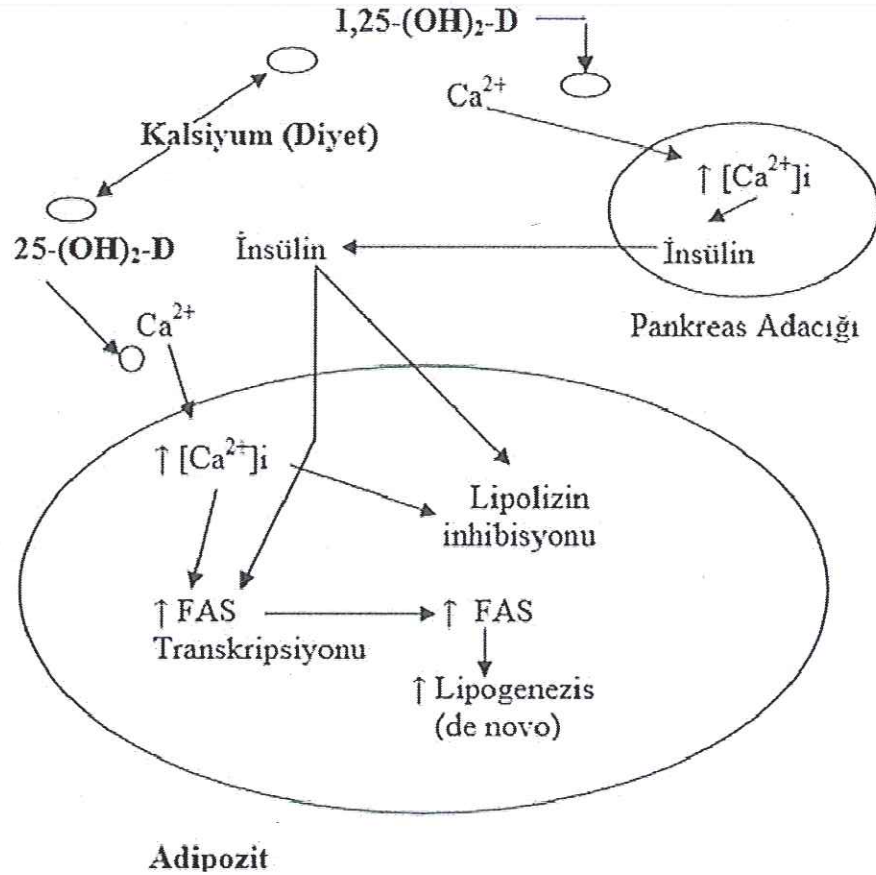 1,25-(OH)₂-D
Ca²⁺
Kalsiyum (Diyet)
↑ [Ca²⁺]i
25-(OH)₂-D
İnsülin
İnsülin
Ca²⁺
Pankreas Adacığı
↑ [Ca²⁺]i
Lipolizin
inhibisyonu
↑ FAS
Transkripsiyonu
↑ FAS
↑ Lipogenezis
(de novo)
Adipozit